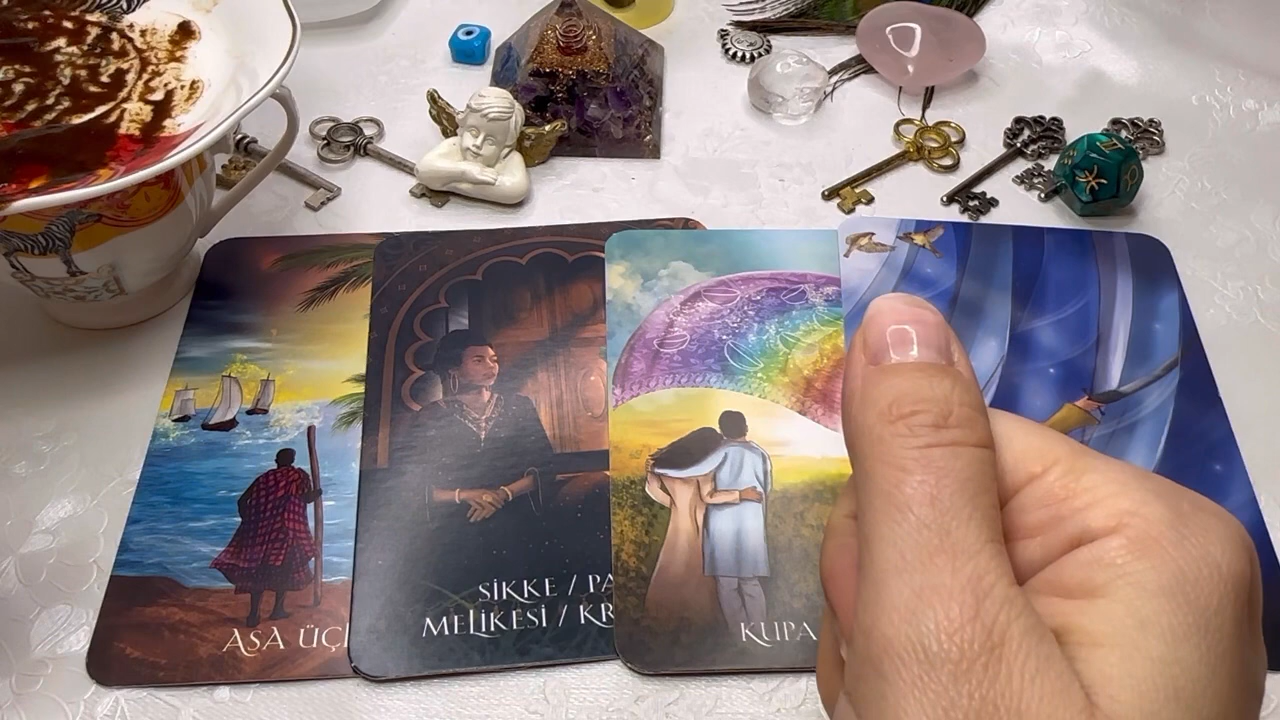 ASA ÜÇ
SİKKE / PA
MELİKESİ / KR
KUPA